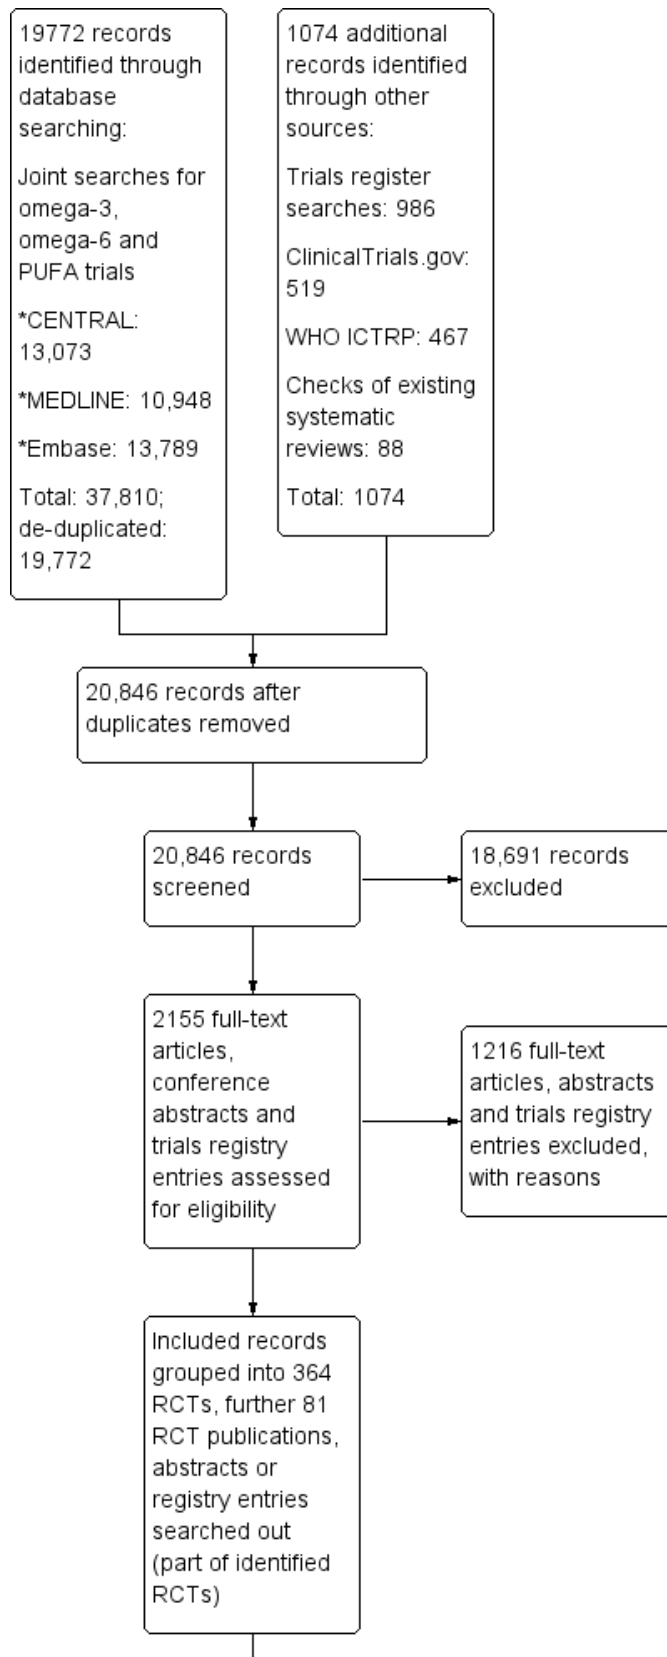 19772 records
identified through
database
searching:
Joint searches for
omega-3,
omega-6 and
PUFA trials
*CENTRAL:
13,073
*MEDLINE: 10,948
*Embase: 13,789
Total: 37,810;
de-duplicated:
19,772
1074 additional
records identified
through other
sources:
Trials register
searches: 986
ClinicalTrials.gov:
519
WHO ICTRP: 467
Checks of existing
systematic
reviews: 88
Total: 1074
20,846 records after
duplicates removed
20,846 records
screened
18,691 records
excluded
2155 full-text
articles,
conference
abstracts and
trials registry
entries assessed
for eligibility
1216 full-text
articles, abstracts
and trials registry
entries excluded,
with reasons
Included records
grouped into 364
RCTs, further 81
RCT publications,
abstracts or
registry entries
searched out
(part of identified
RCTs)